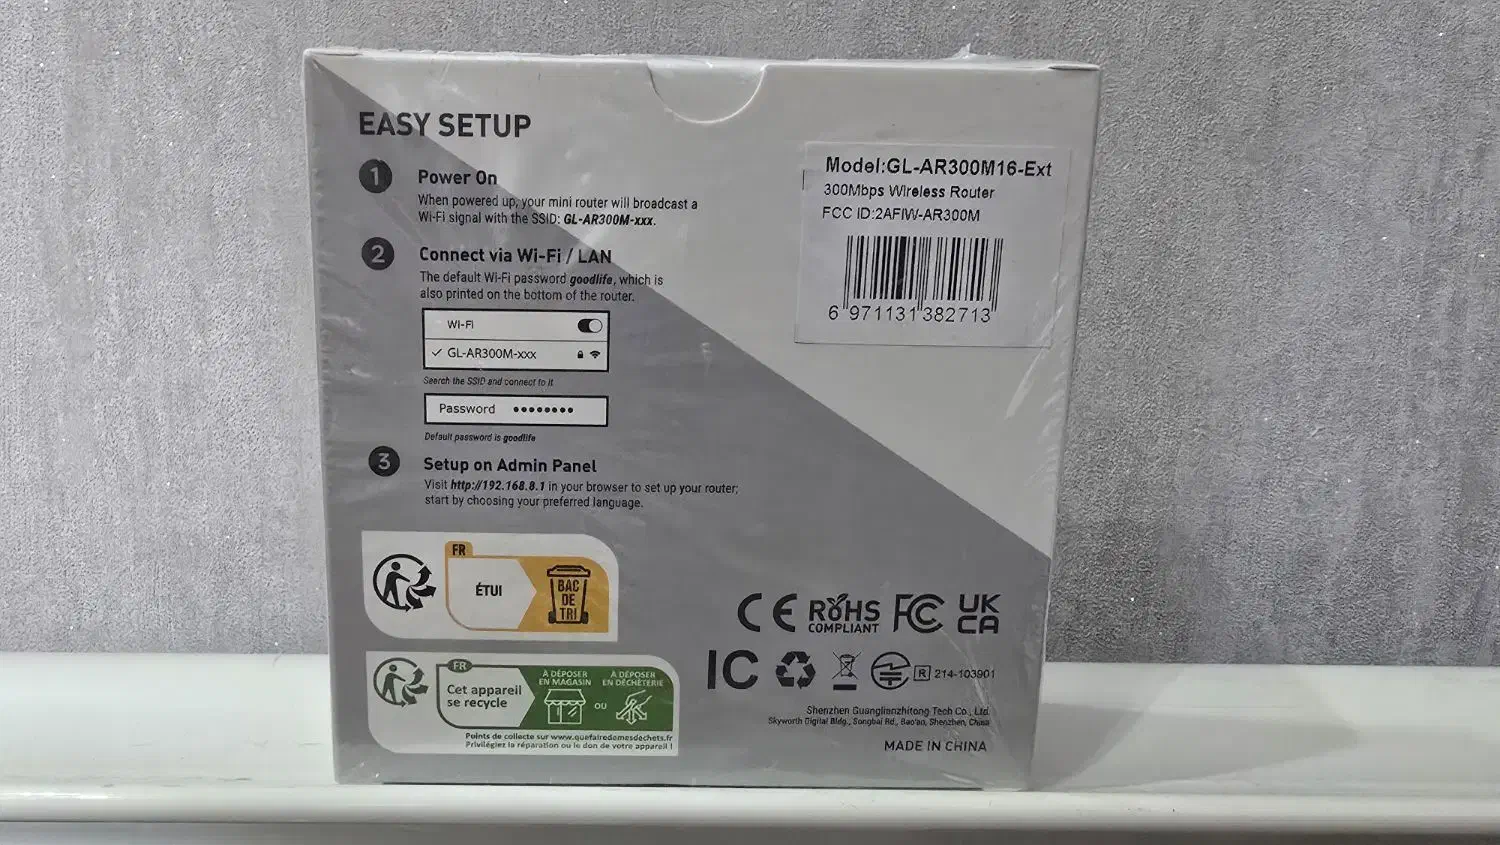 EASY SETUP
1
Power On
When powered up, your mini router will broadcast a
Wi-Fi signal with the SSID: GL-AR300M-xxx.
2
Connect via Wi-Fi / LAN
The default Wi-Fi password goodlife, which is
also printed on the bottom of the router.
Wi-Fi
GL-AR300M-xxx
Search the SSID and connect to it
Password ••••••••
Default password is goodlife
3
Setup on Admin Panel
Visit http://192.168.8.1 in your browser to set up your router;
start by choosing your preferred language.
FR
ÉTUI
BAC
DE
TRI
FR
Cet appareil
se recycle
À DÉPOSER
EN MAGASIN
OU
À DÉPOSER
EN DÉCHÈTERIE
Points de collecte sur www.quefairedemesdechets.fr
Privilégiez la réparation ou le don de votre appareil !
Model:GL-AR300M16-Ext
300Mbps Wireless Router
FCC ID:2AFIW-AR300M
6 971131 382713
CE RoHS FC UK
COMPLIANT CA
IC R 214-103901
Shenzhen Guanglianzhitong Tech Co., Ltd.
Skyworth Digital Bldg., Songbai Rd., Bao'an, Shenzhen, China
MADE IN CHINA